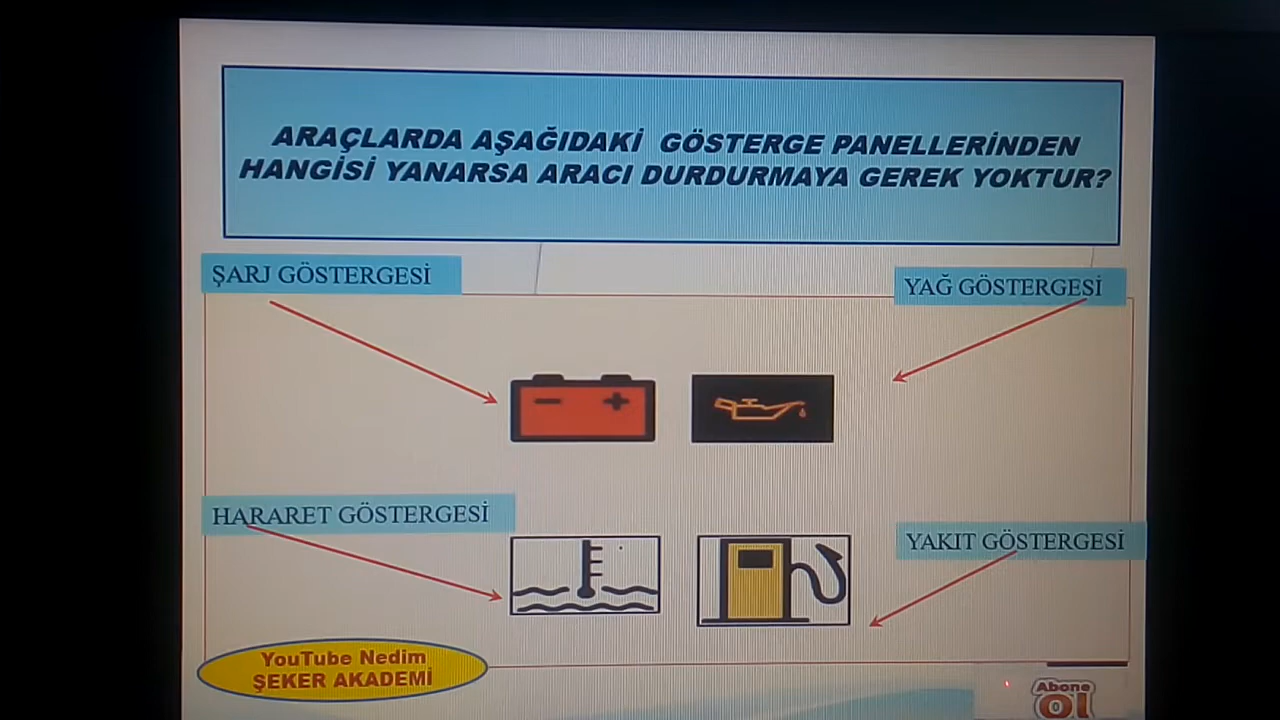 ARAÇLARDA AŞAĞIDAKİ GÖSTERGE PANELLERİNDEN
HANGİSİ YANARSA ARACI DURDURMAYA GEREK YOKTUR?
ŞARJ GÖSTERGESİ
YAĞ GÖSTERGESİ
HARARET GÖSTERGESİ
YAKIT GÖSTERGESİ
YouTube Nedim
ŞEKER AKADEMİ
Abone
Ol